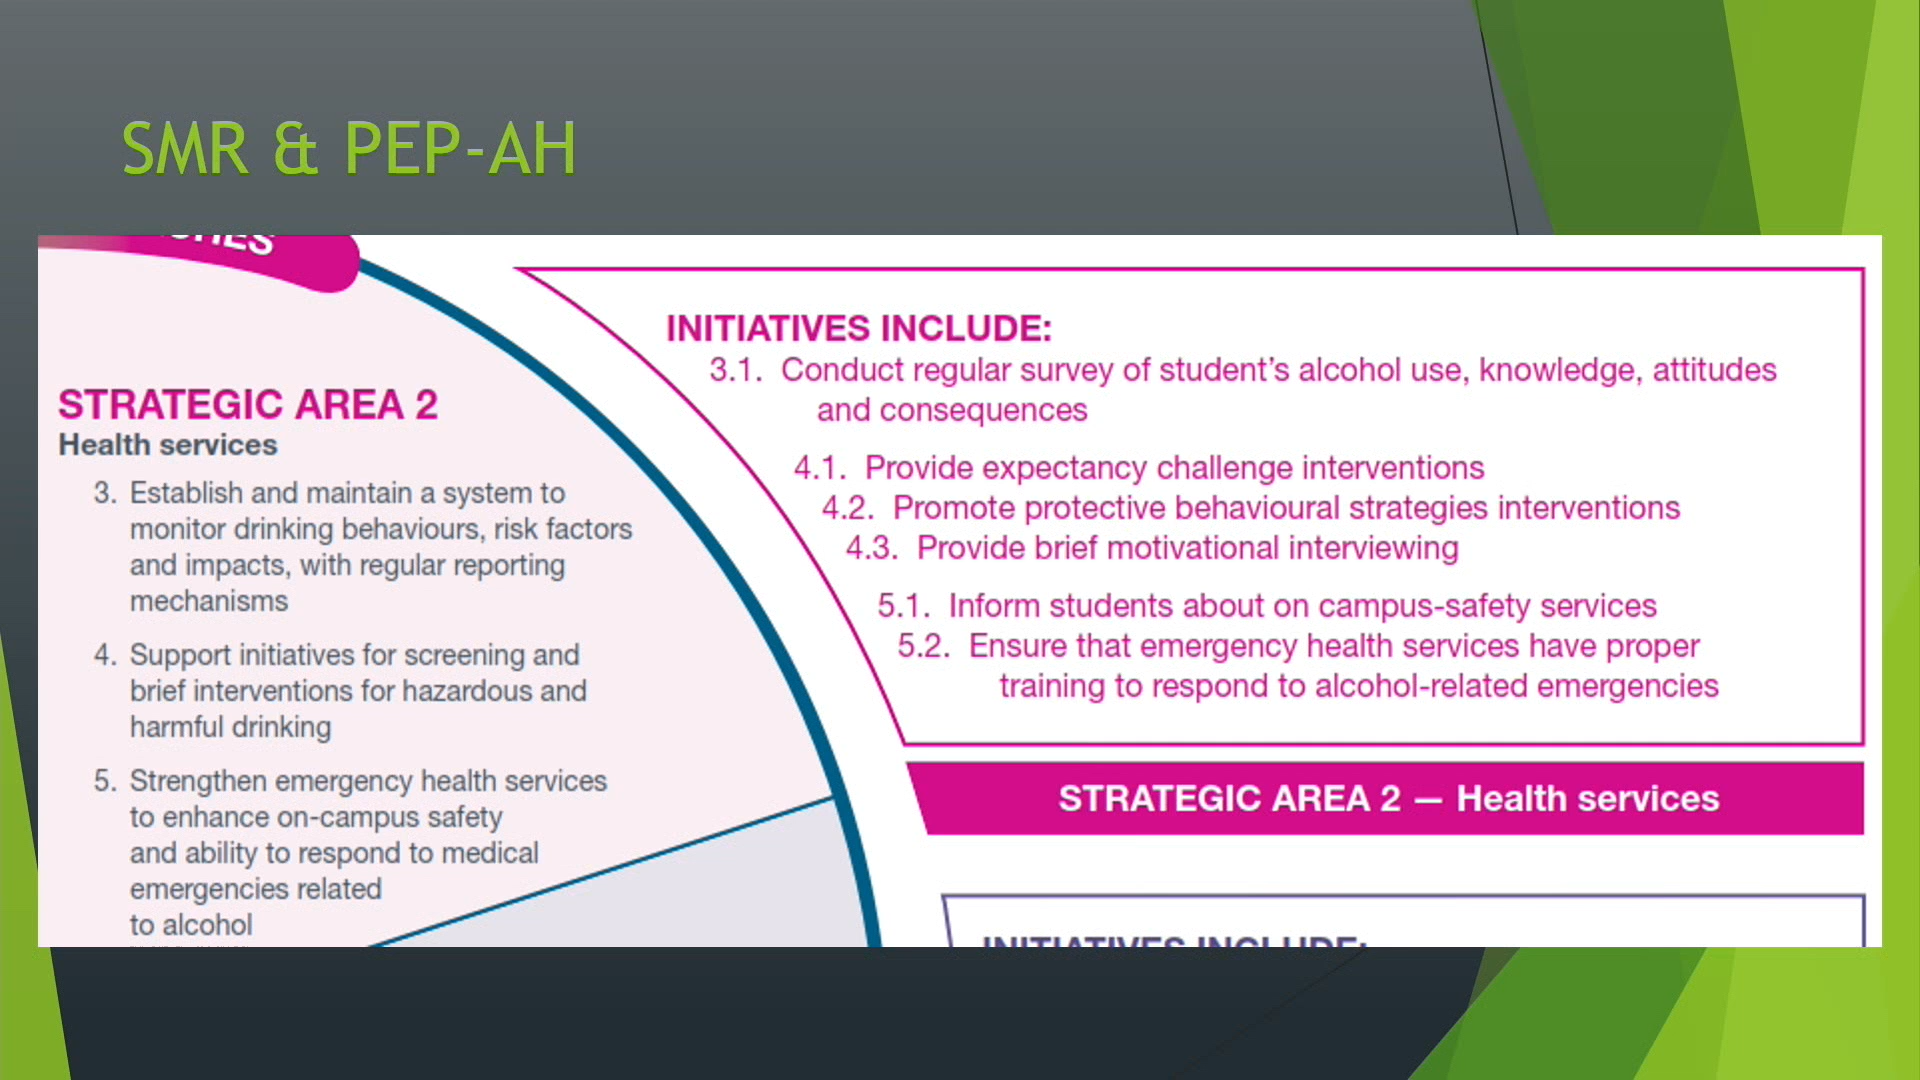 SMR & PEP-AH
STRATEGIC AREA 2
Health services
3. Establish and maintain a system to
monitor drinking behaviours, risk factors
and impacts, with regular reporting
mechanisms
4. Support initiatives for screening and
brief interventions for hazardous and
harmful drinking
5. Strengthen emergency health services
to enhance on-campus safety
and ability to respond to medical
emergencies related
to alcohol
INITIATIVES INCLUDE:
3.1. Conduct regular survey of student’s alcohol use, knowledge, attitudes
and consequences
4.1. Provide expectancy challenge interventions
4.2. Promote protective behavioural strategies interventions
4.3. Provide brief motivational interviewing
5.1. Inform students about on campus-safety services
5.2. Ensure that emergency health services have proper
training to respond to alcohol-related emergencies
STRATEGIC AREA 2 — Health services
INITIATIVES INCLUDE: